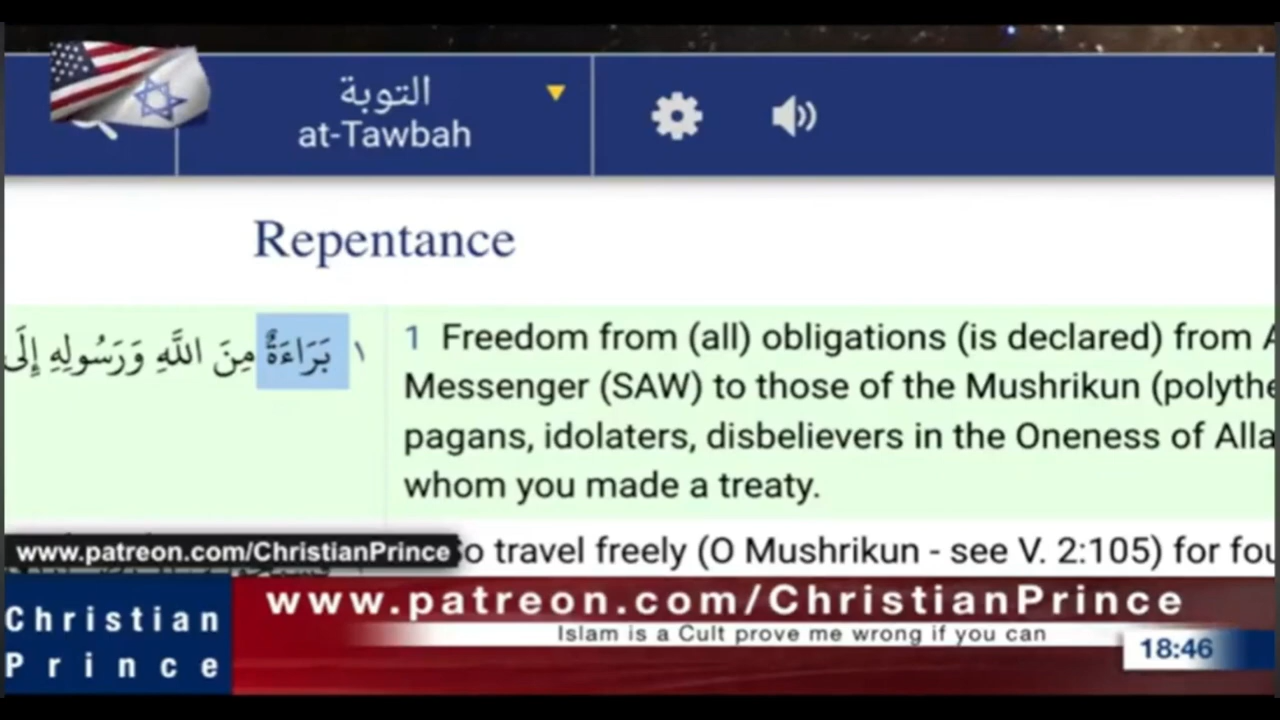 التوبة
at-Tawbah
Repentance
١ بَرَاءَةٌ مِنَ اللَّهِ وَرَسُولِهِ إِلَى
1 Freedom from (all) obligations (is declared) from
Messenger (SAW) to those of the Mushrikun (polythe
pagans, idolaters, disbelievers in the Oneness of Alla
whom you made a treaty.
So travel freely (O Mushrikun - see V. 2:105) for fou
www.patreon.com/ChristianPrince
www.patreon.com/ChristianPrince
Islam is a Cult prove me wrong if you can
Christian
Prince
18:46